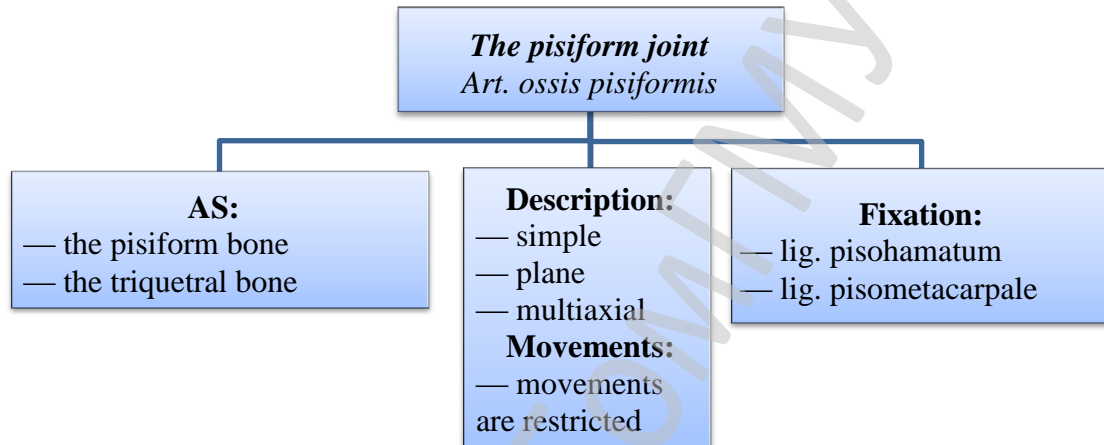 The pisiform joint
Art. ossis pisiformis
AS:
— the pisiform bone
— the triquetral bone
Description:
— simple
— plane
— multiaxial
Movements:
— movements
are restricted
Fixation:
— lig. pisohamatum
— lig. pisometacarpale